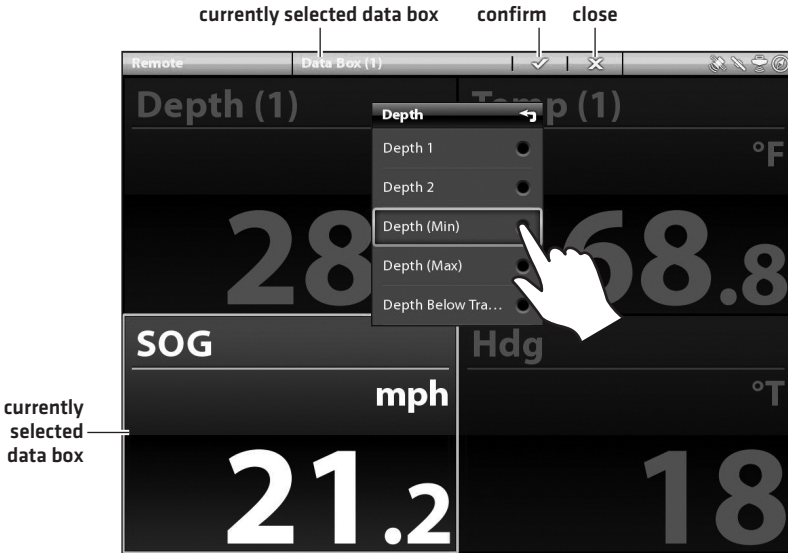 currently selected data box confirm close
Remote Data Box (1)
Depth (1)
Temp (1)
°F
28
68.8
Depth
Depth 1
Depth 2
Depth (Min)
Depth (Max)
Depth Below Tra...
SOG
mph
21.2
Hdg
°T
18
currently
selected
data box